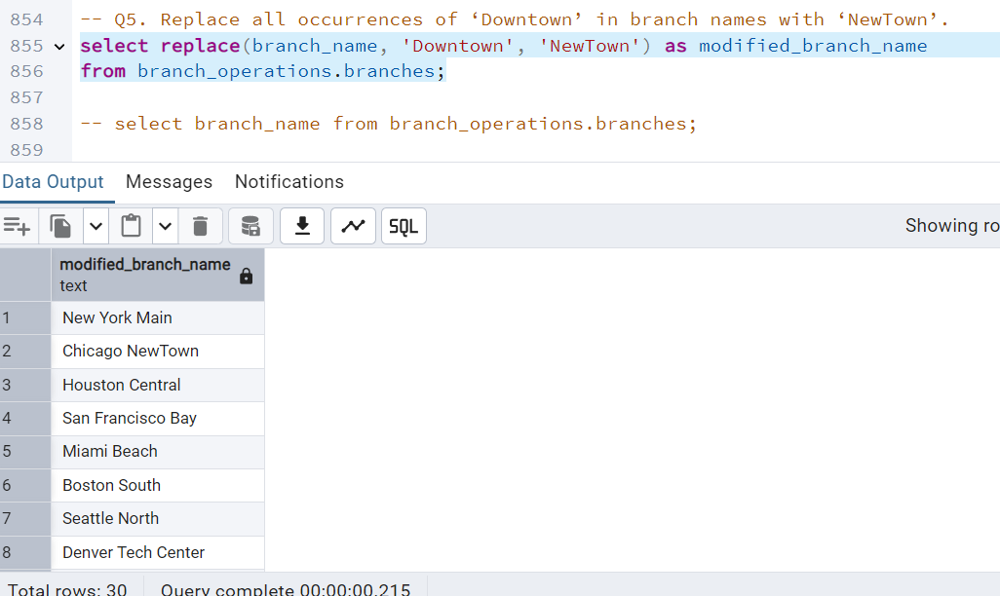 854 -- Q5. Replace all occurrences of ‘Downtown’ in branch names with ‘NewTown’.
855 select replace(branch_name, 'Downtown', 'NewTown') as modified_branch_name
856 from branch_operations.branches;
857
858 -- select branch_name from branch_operations.branches;
859
Data Output Messages Notifications
SQL Showing ro
modified_branch_name
text
1 New York Main
2 Chicago NewTown
3 Houston Central
4 San Francisco Bay
5 Miami Beach
6 Boston South
7 Seattle North
8 Denver Tech Center
Total rows: 30 Query complete 00:00:00.215